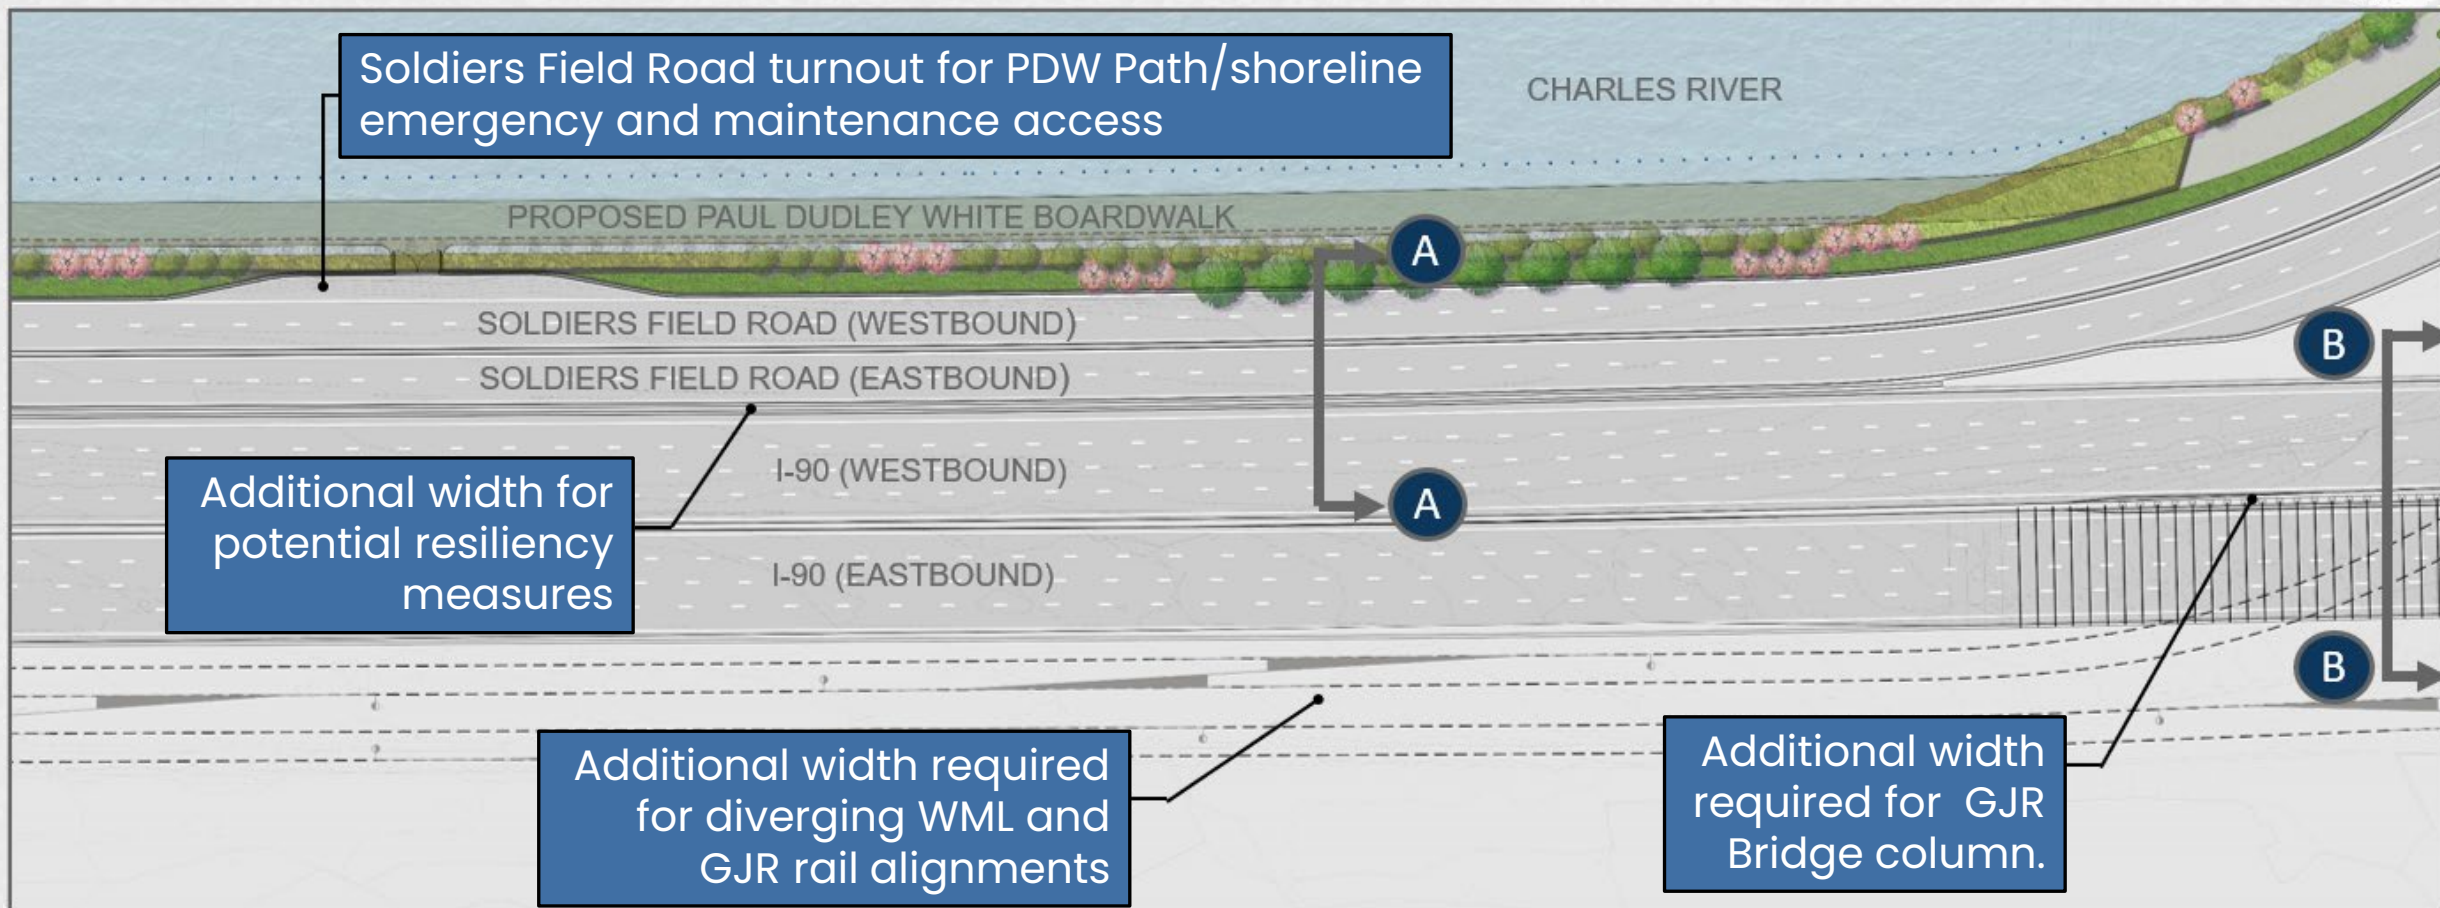 Soldiers Field Road turnout for PDW Path/shoreline
emergency and maintenance access
CHARLES RIVER
PROPOSED PAUL DUDLEY WHITE BOARDWALK
A
SOLDIERS FIELD ROAD (WESTBOUND)
B
SOLDIERS FIELD ROAD (EASTBOUND)
I-90 (WESTBOUND)
A
Additional width for
potential resiliency
measures
I-90 (EASTBOUND)
B
Additional width required
for diverging WML and
GJR rail alignments
Additional width
required for GJR
Bridge column.